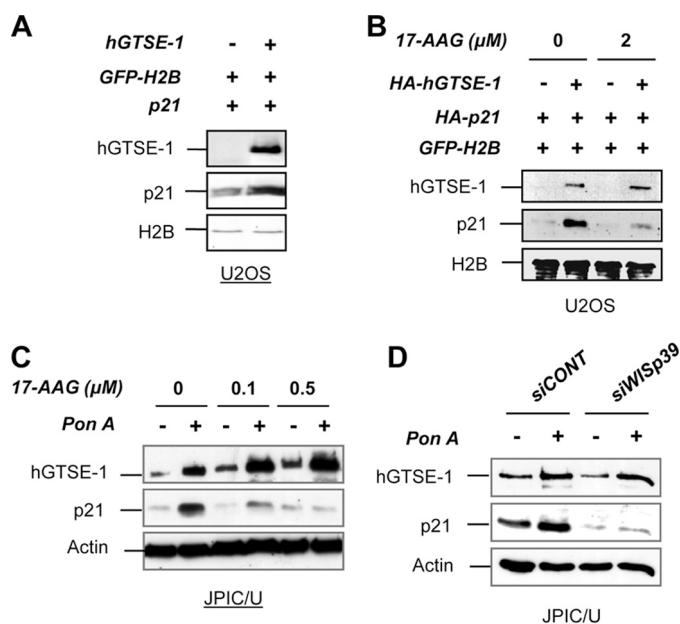 A
hGTSE-1 - +
GFP-H2B + +
p21 + +
hGTSE-1
p21
H2B
U2OS
B
17-AAG (µM) 0 2
HA-hGTSE-1 - + - +
HA-p21 + + + +
GFP-H2B + + + +
hGTSE-1
p21
H2B
U2OS
C
17-AAG (µM) 0 0.1 0.5
Pon A - + - + - +
hGTSE-1
p21
Actin
JPIC/U
D
siCONT siWISp39
Pon A - + - +
hGTSE-1
p21
Actin
JPIC/U